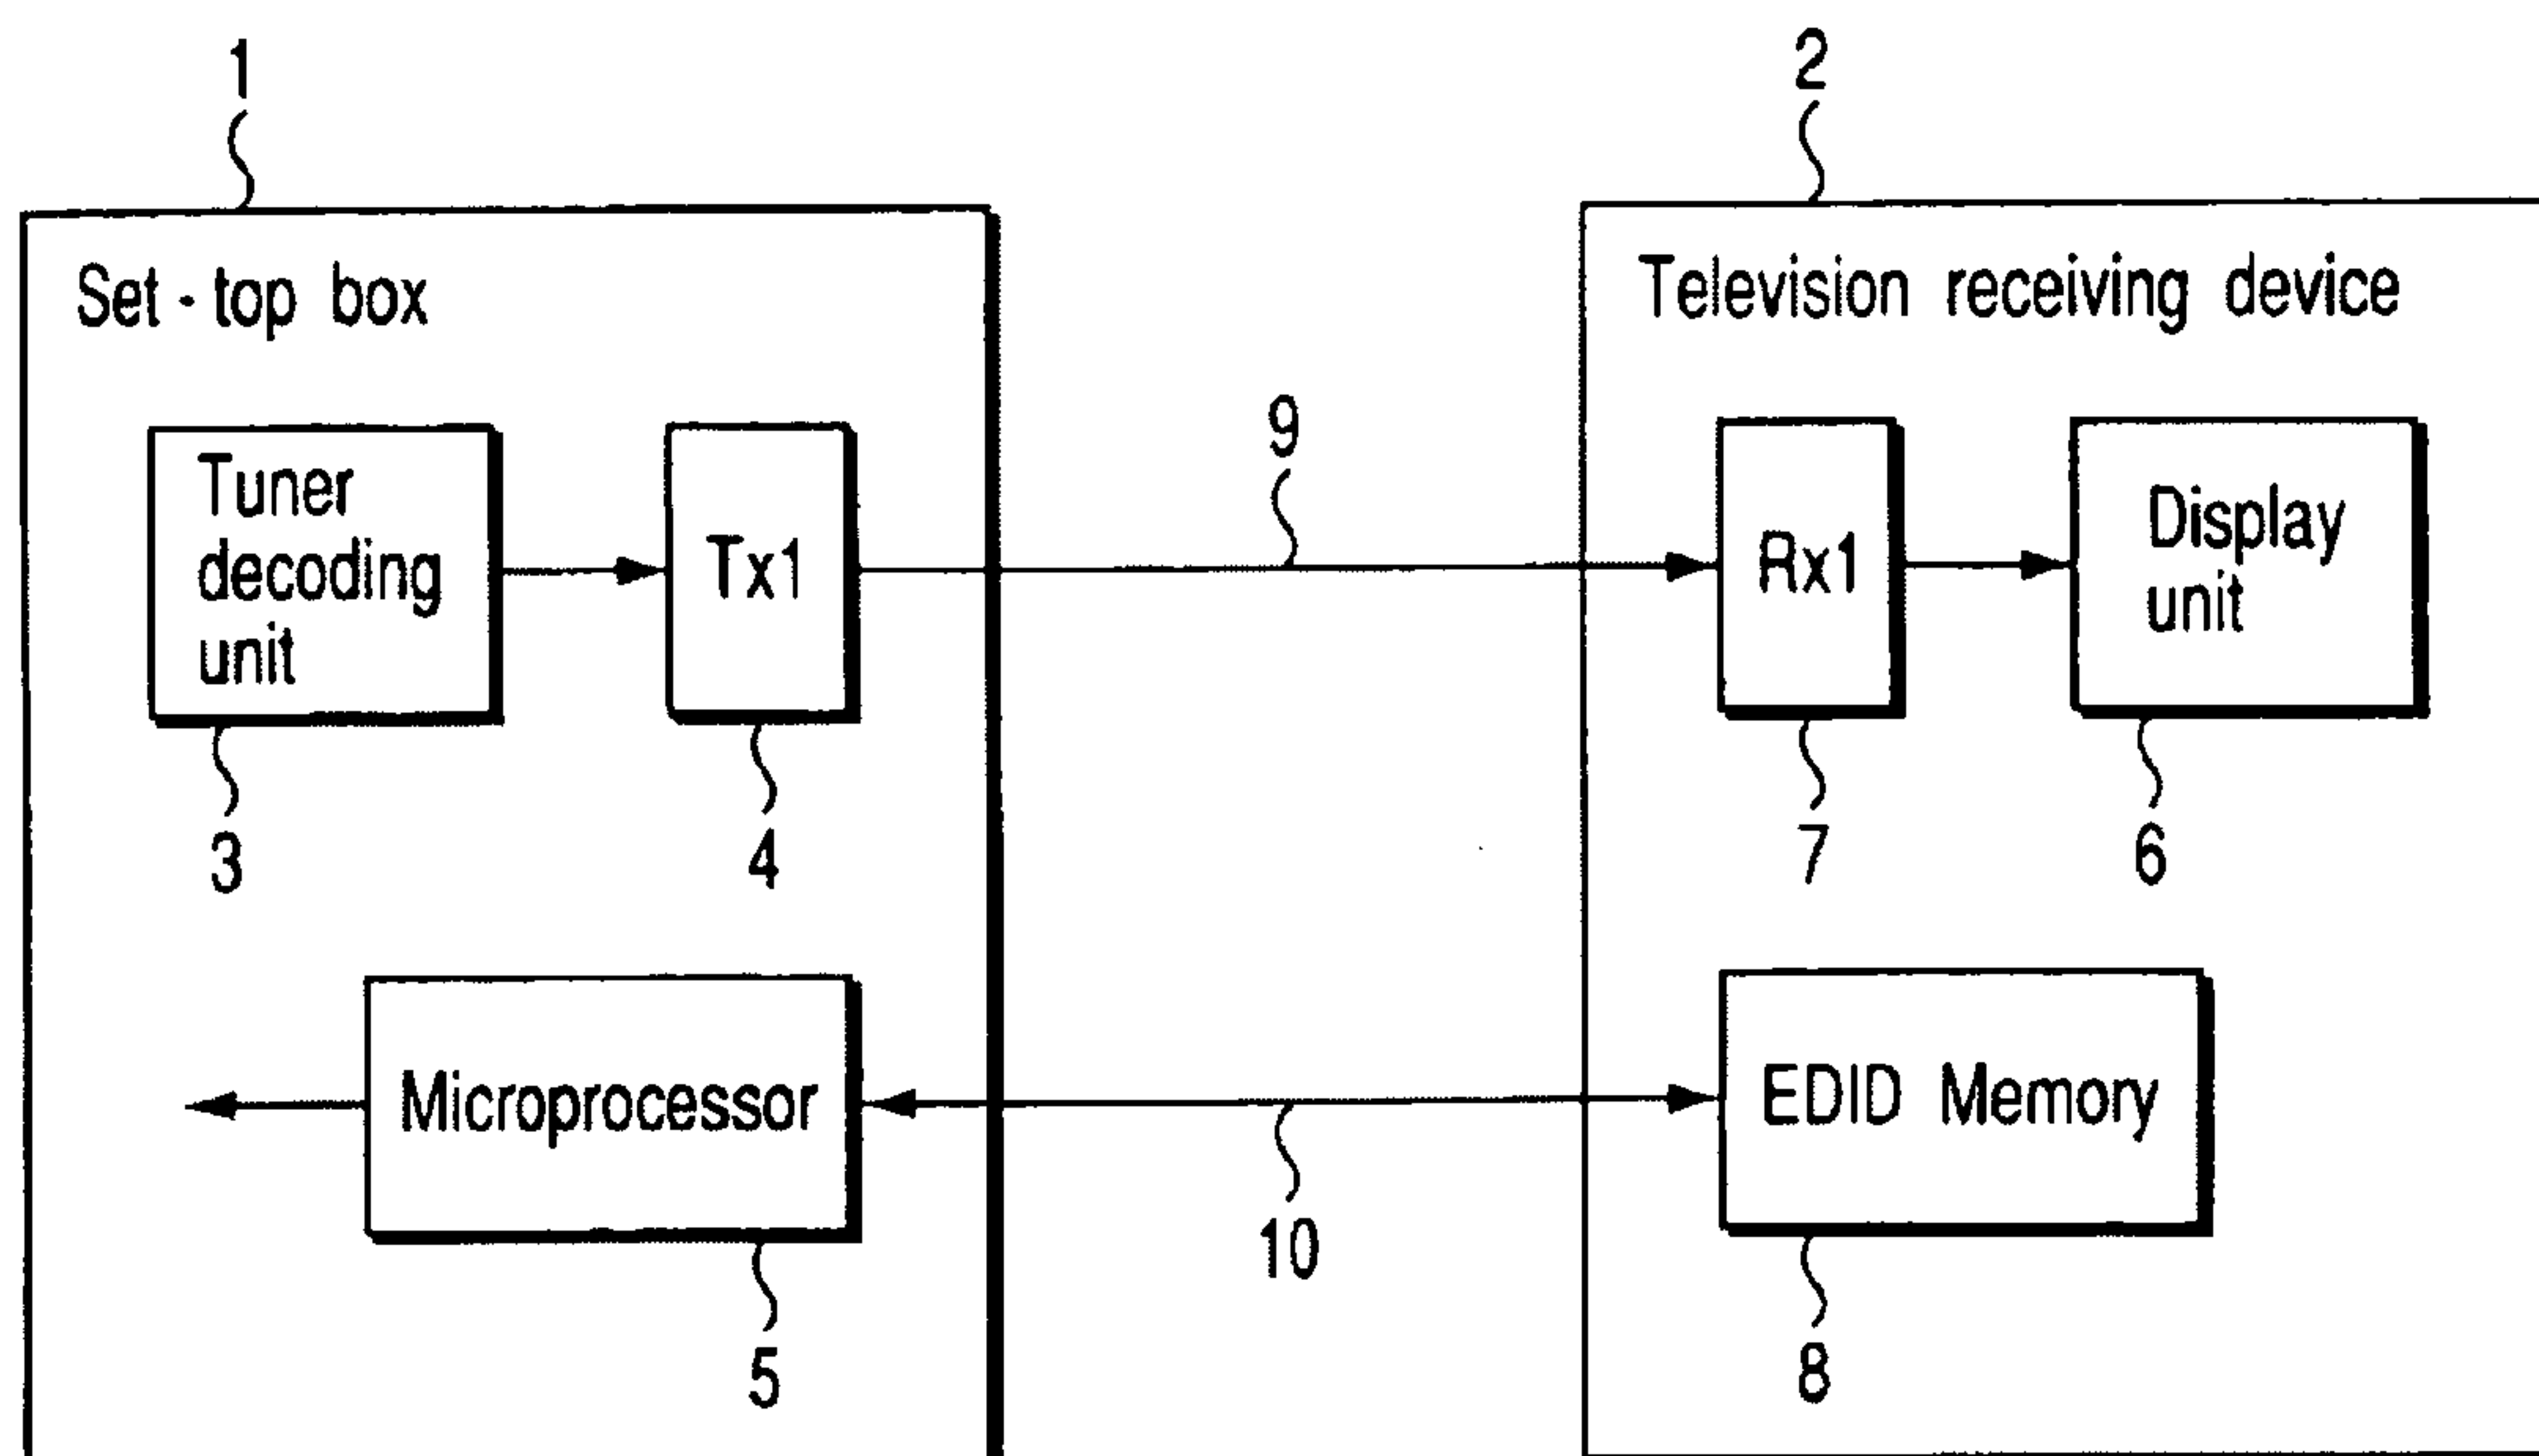 1
2
Set-top box
Television receiving device
9
Tuner
decoding
unit
Tx1
Rx1
Display
unit
3
4
7
6
Microprocessor
EDID Memory
10
5
8